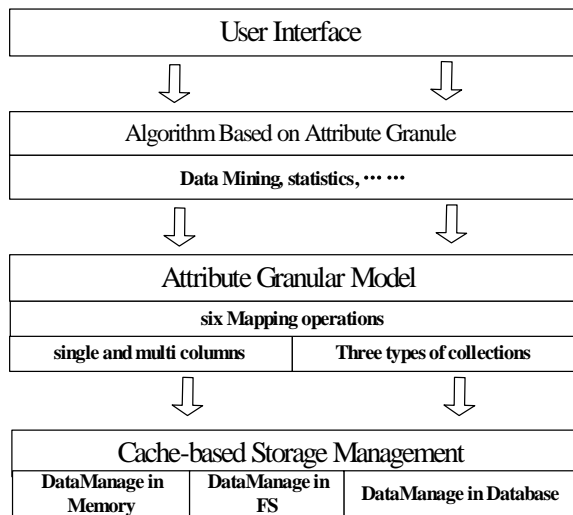 User Interface
Algorithm Based on Attribute Granule
Data Mining, statistics, ··· ···
Attribute Granular Model
six Mapping operations
single and multi columns
Three types of collections
Cache-based Storage Management
DataManage in
Memory
DataManage in
FS
DataManage in Database